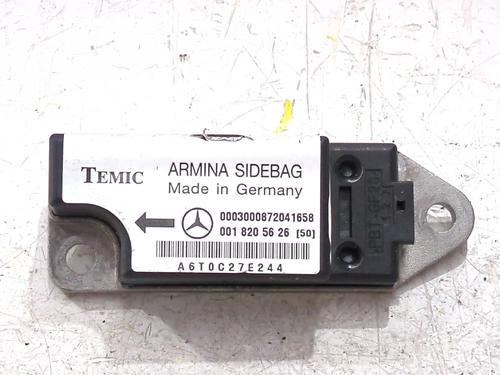 TEMIC
ARMINA SIDEBAG
Made in Germany
0003000872041658
001 820 56 26 [50]
A6T0C27E244